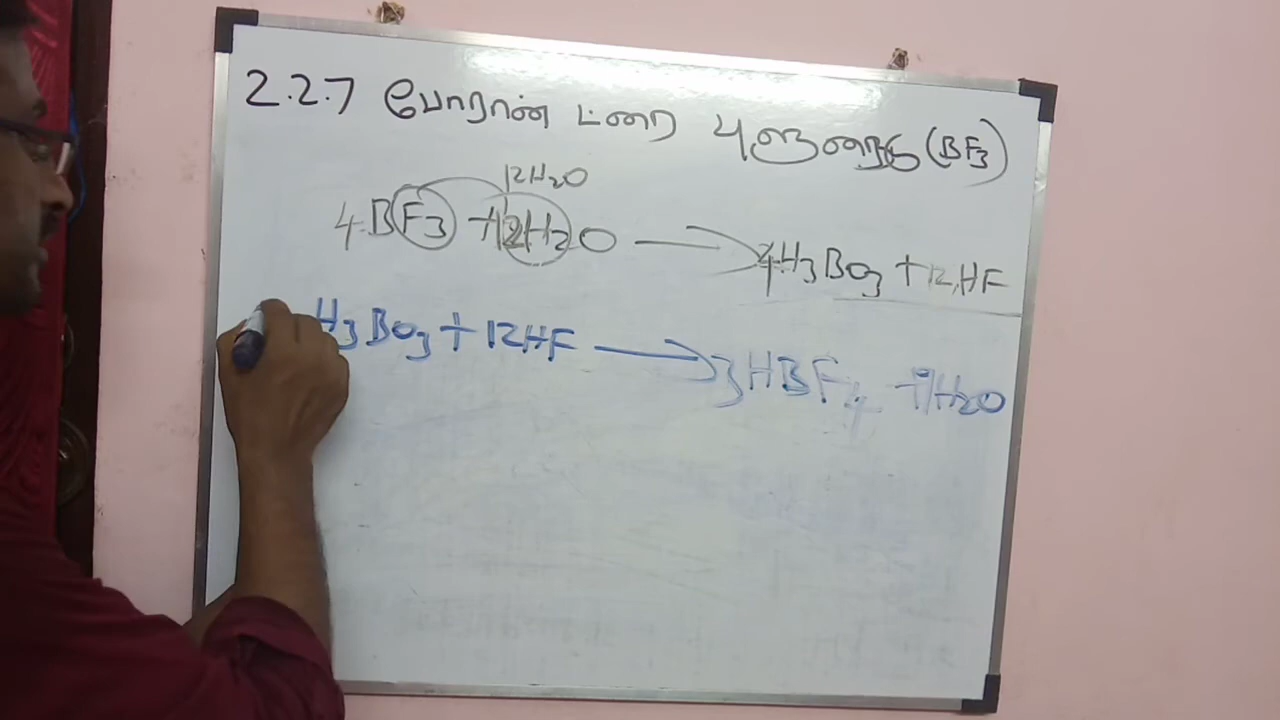 2.2.7 போரான் ட்ரை புளூரைடு (BF3)
12H2O
4BF3 + 12H2O → 4H3BO3 + 12HF
H3BO3 + 12HF → 3HBF4 + 9H2O